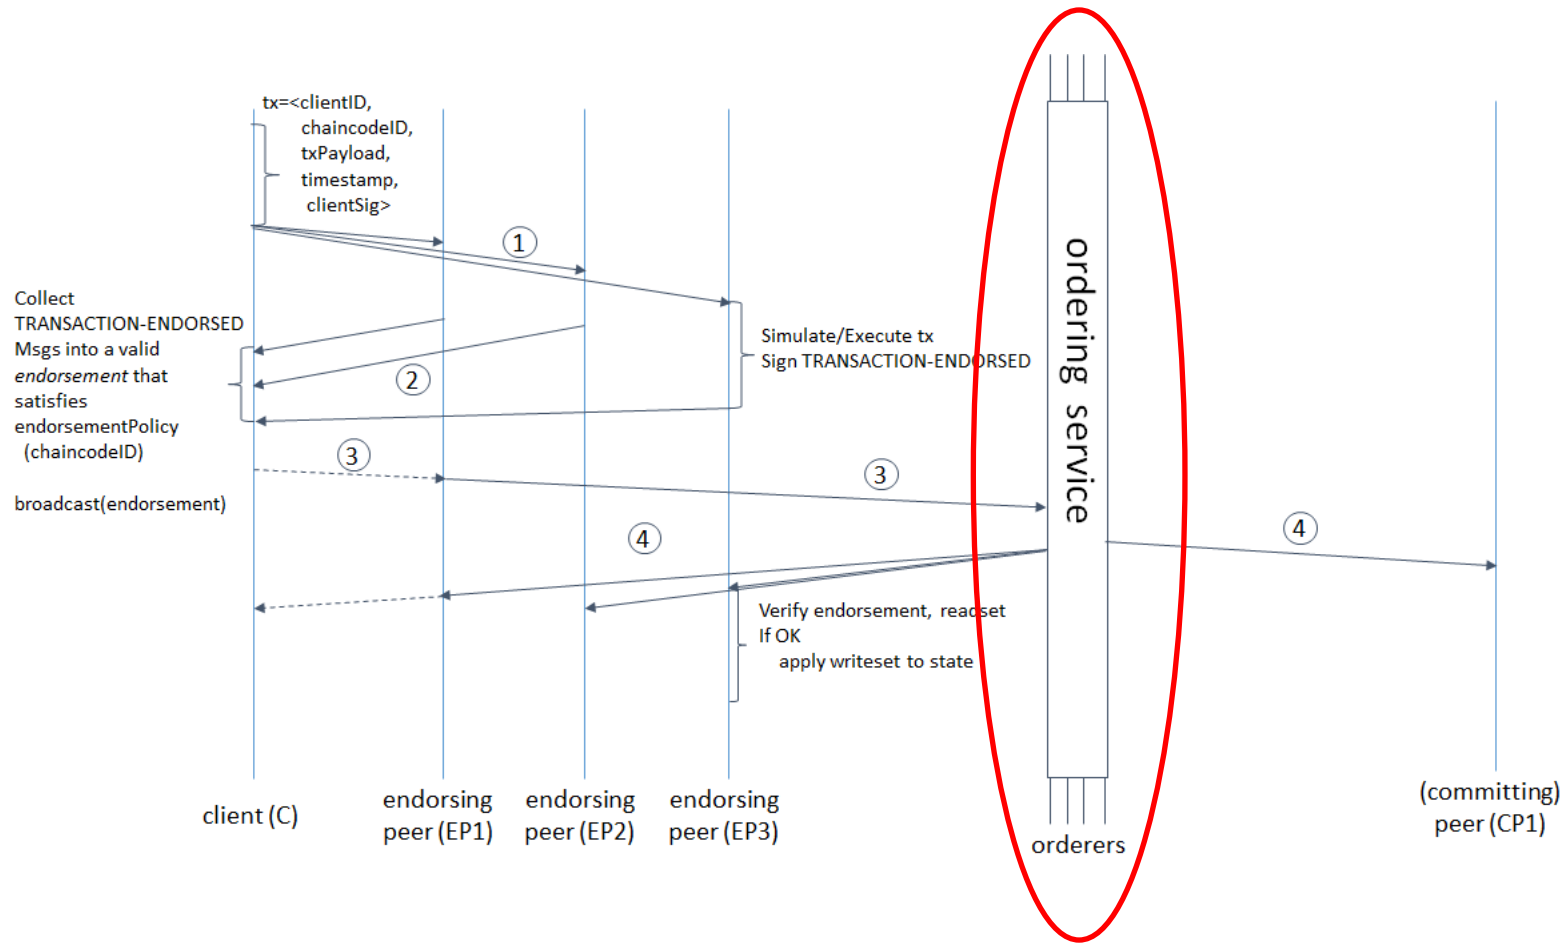 tx=<clientID,
chaincodeID,
txPayload,
timestamp,
clientSig>
1
Collect
TRANSACTION-ENDORSED
Msgs into a valid
endorsement that
satisfies
endorsementPolicy
(chaincodeID)
2
Simulate/Execute tx
Sign TRANSACTION-ENDORSED
3
broadcast(endorsement)
3
4
4
Verify endorsement, readset
If OK
apply writeset to state
ordering service
client (C)
endorsing
peer (EP1)
endorsing
peer (EP2)
endorsing
peer (EP3)
orderers
(committing)
peer (CP1)